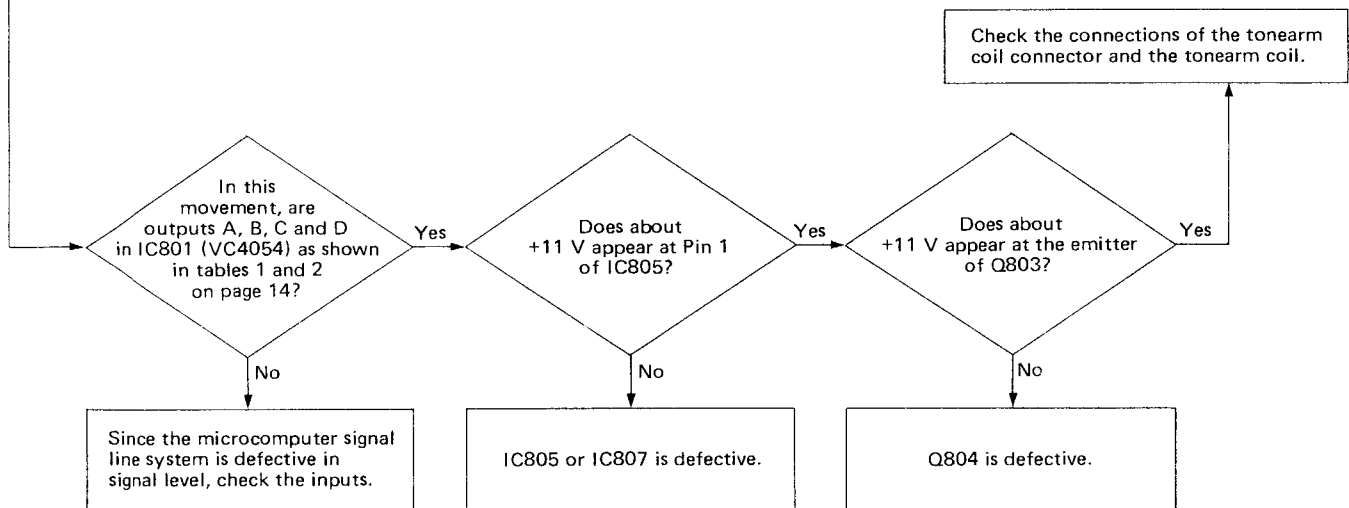 Check the connections of the tonearm
coil connector and the tonearm coil.
In this
movement, are
outputs A, B, C and D
in IC801 (VC4054) as shown
in tables 1 and 2
on page 14?
Yes
Does about
+11 V appear at Pin 1
of IC805?
Yes
Does about
+11 V appear at the emitter
of Q803?
Yes
No
No
No
Since the microcomputer signal
line system is defective in
signal level, check the inputs.
IC805 or IC807 is defective.
Q804 is defective.